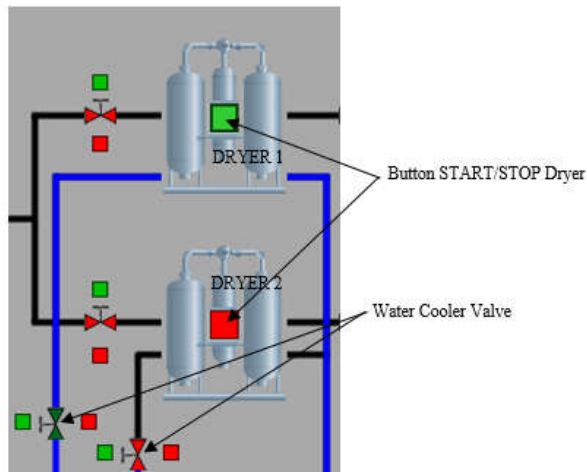 DRYER 1
Button START/STOP Dryer
DRYER 2
Water Cooler Valve